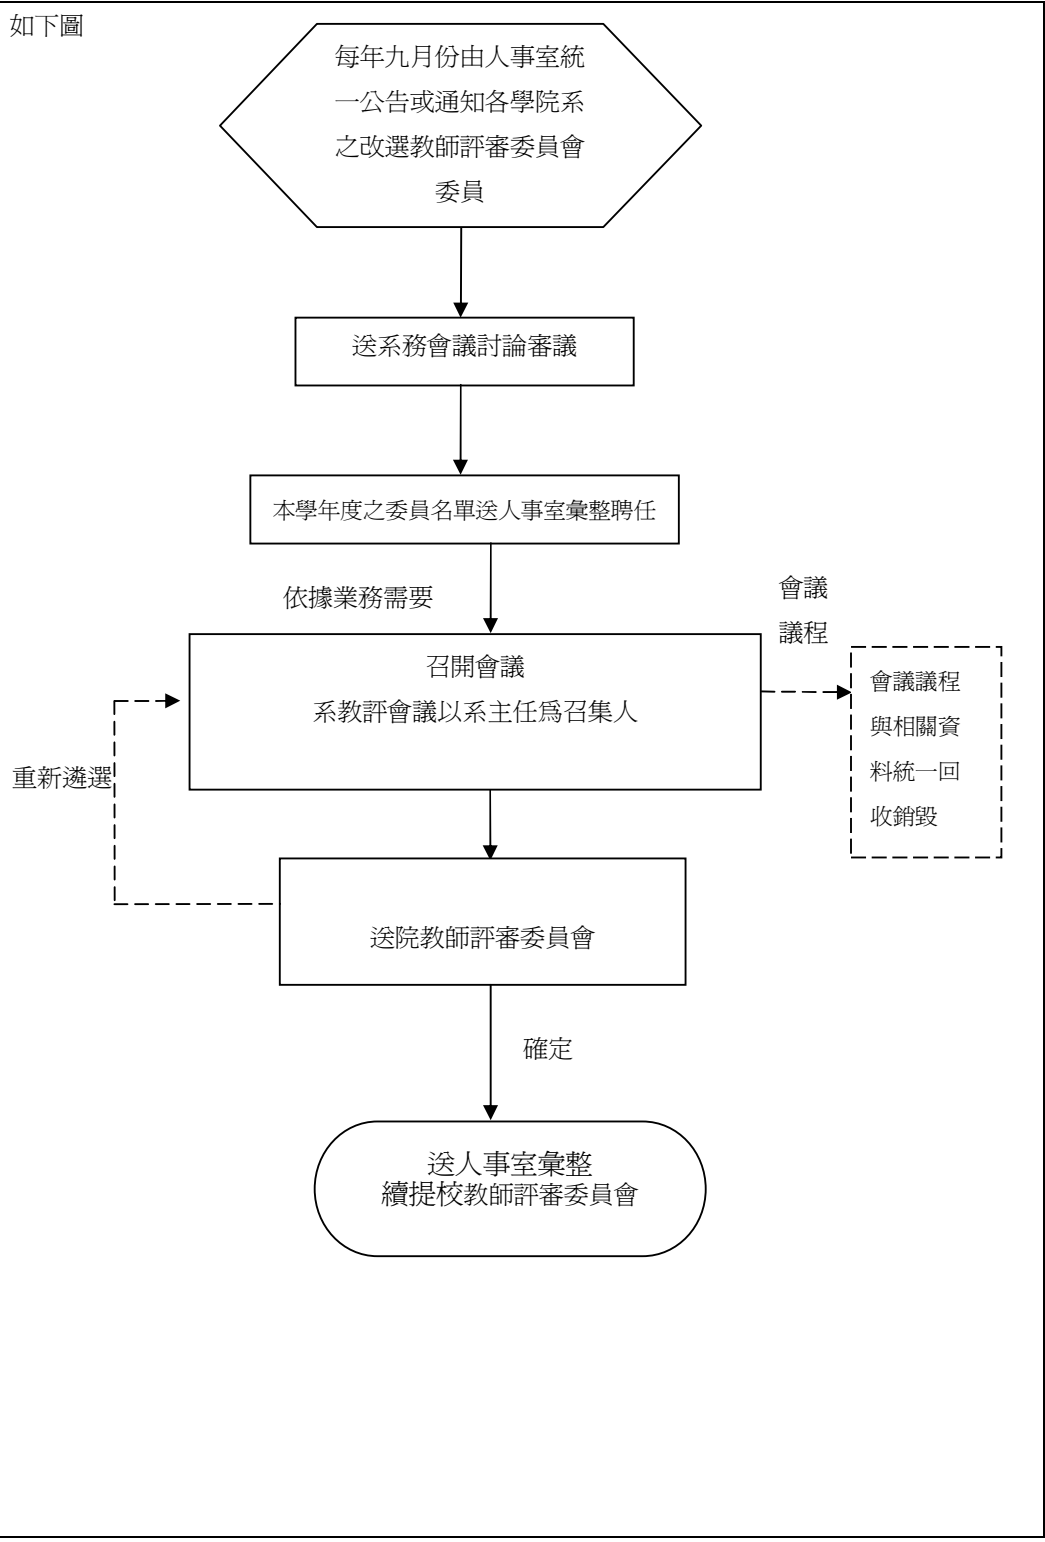 如下圖
每年九月份由人事室統
一公告或通知各學院系
之改選教師評審委員會
委員
送系務會議討論審議
本學年度之委員名單送人事室彙整聘任
依據業務需要
會議
議程
召開會議
系教評會議以系主任為召集人
會議議程
與相關資
料統一回
收銷毀
重新遴選
送院教師評審委員會
確定
送人事室彙整
續提校教師評審委員會